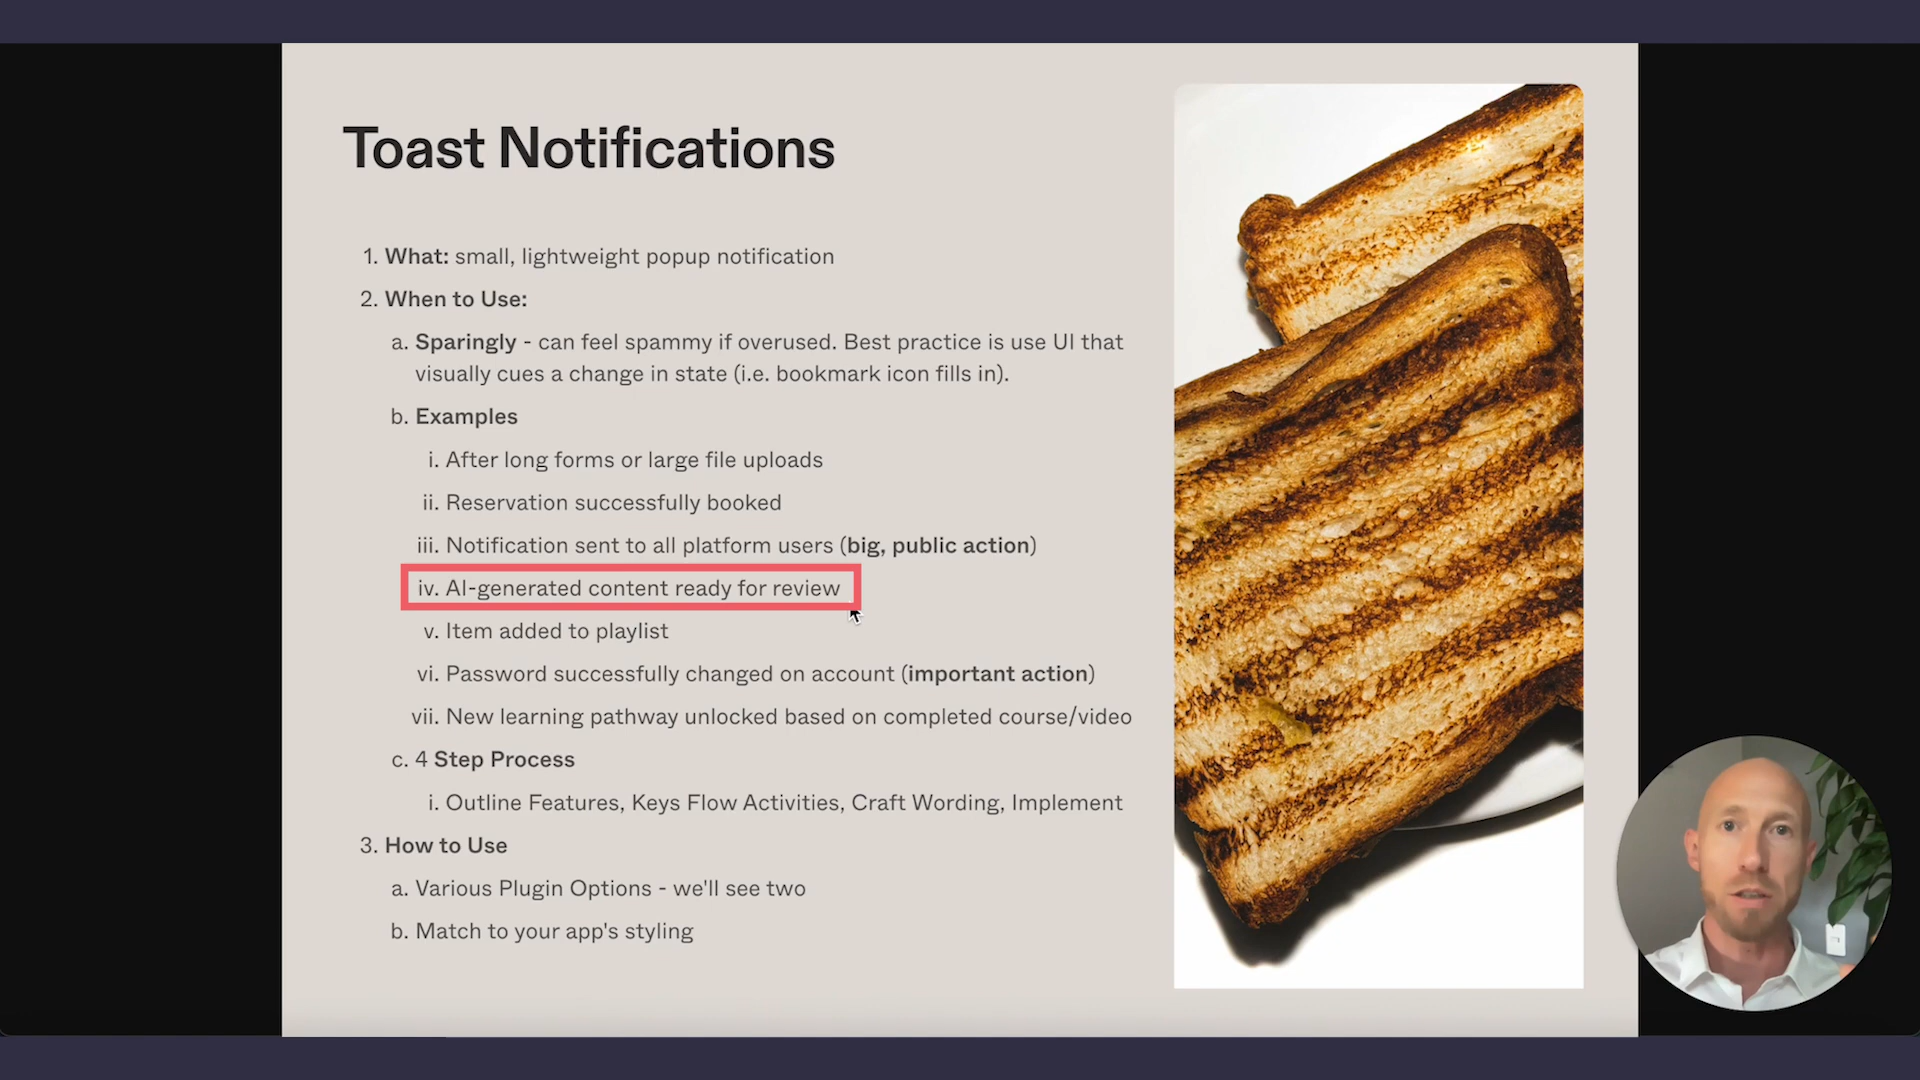 Toast Notifications
1. What: small, lightweight popup notification
2. When to Use:
a. Sparingly - can feel spammy if overused. Best practice is use UI that
visually cues a change in state (i.e. bookmark icon fills in).
b. Examples
i. After long forms or large file uploads
ii. Reservation successfully booked
iii. Notification sent to all platform users (big, public action)
iv. AI-generated content ready for review
v. Item added to playlist
vi. Password successfully changed on account (important action)
vii. New learning pathway unlocked based on completed course/video
c. 4 Step Process
i. Outline Features, Keys Flow Activities, Craft Wording, Implement
3. How to Use
a. Various Plugin Options - we'll see two
b. Match to your app's styling